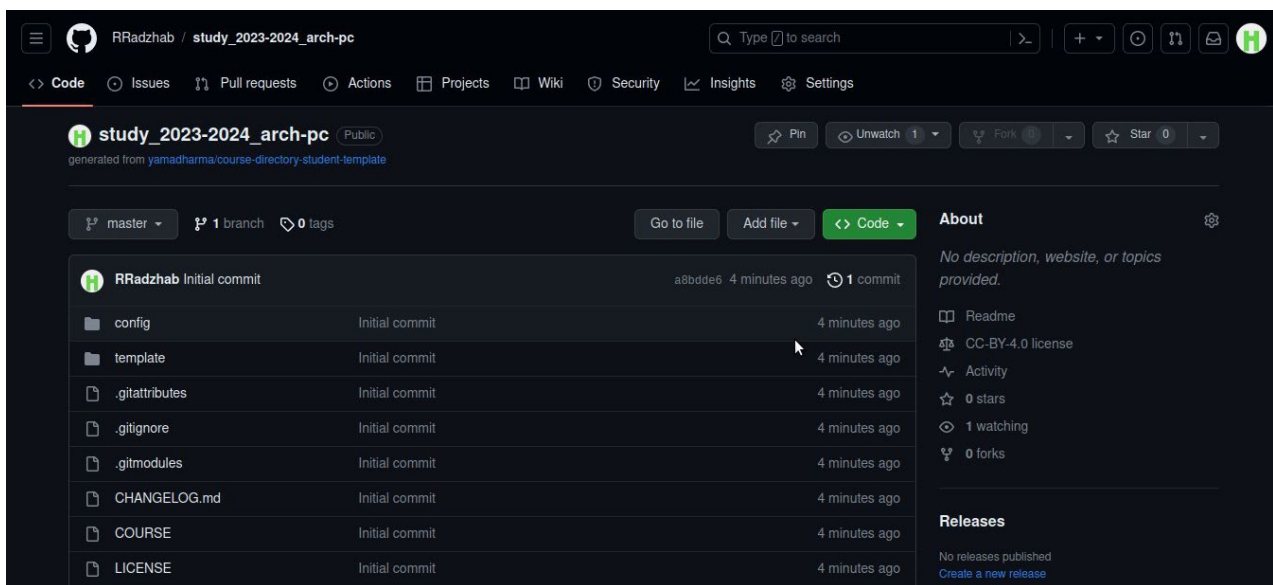 RRadzhab / study_2023-2024_arch-pc
Type / to search
<> Code Issues Pull requests Actions Projects Wiki Security Insights Settings
study_2023-2024_arch-pc Public
Pin Unwatch 1 Fork 0 Star 0
generated from yamadharma/course-directory-student-template
master 1 branch 0 tags Go to file Add file <> Code
RRadzhab Initial commit a8bdde6 4 minutes ago 1 commit
config Initial commit 4 minutes ago
template Initial commit 4 minutes ago
.gitattributes Initial commit 4 minutes ago
.gitignore Initial commit 4 minutes ago
.gitmodules Initial commit 4 minutes ago
CHANGELOG.md Initial commit 4 minutes ago
COURSE Initial commit 4 minutes ago
LICENSE Initial commit 4 minutes ago
About
No description, website, or topics
provided.
Readme
CC-BY-4.0 license
Activity
0 stars
1 watching
0 forks
Releases
No releases published
Create a new release